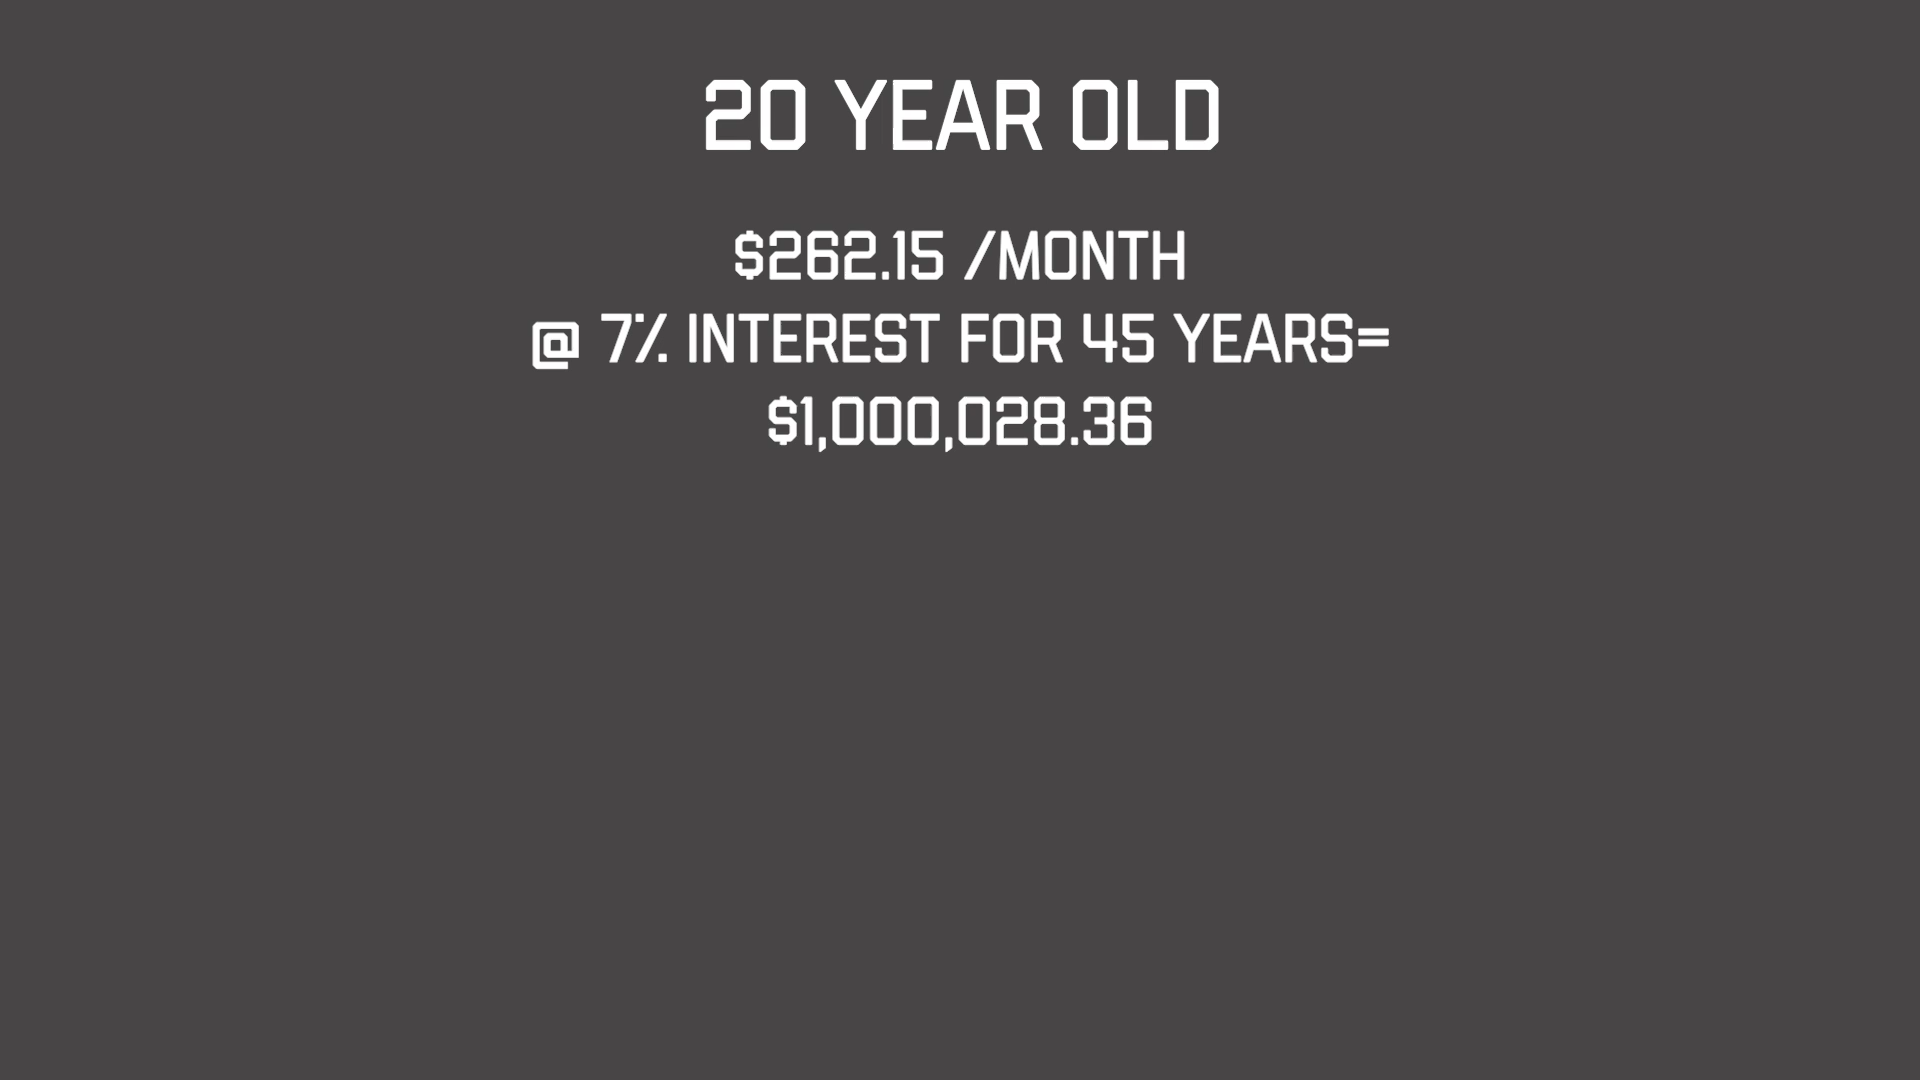 20 YEAR OLD
$262.15 /MONTH
@ 7% INTEREST FOR 45 YEARS=
$1,000,028.36